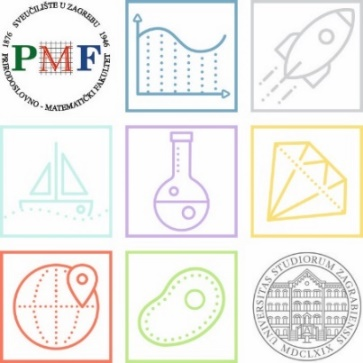 1876 SVEUČILIŠTE U ZAGREBU 1946
PMF
PRIRODOSLOVNO - MATEMATIČKI FAKULTET
UNIVERSITAS STUDIORUM ZAGRABIENSIS
MDCLXIX